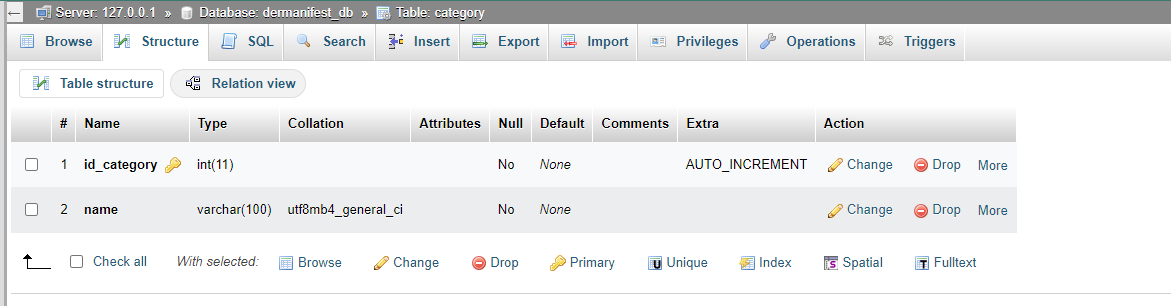 Server: 127.0.0.1 » Database: dermanifest_db » Table: category
Browse Structure SQL Search Insert Export Import Privileges Operations Triggers
Table structure Relation view
# Name Type Collation Attributes Null Default Comments Extra Action
1 id_category int(11) No None AUTO_INCREMENT Change Drop More
2 name varchar(100) utf8mb4_general_ci No None Change Drop More
Check all With selected: Browse Change Drop Primary Unique Index Spatial Fulltext